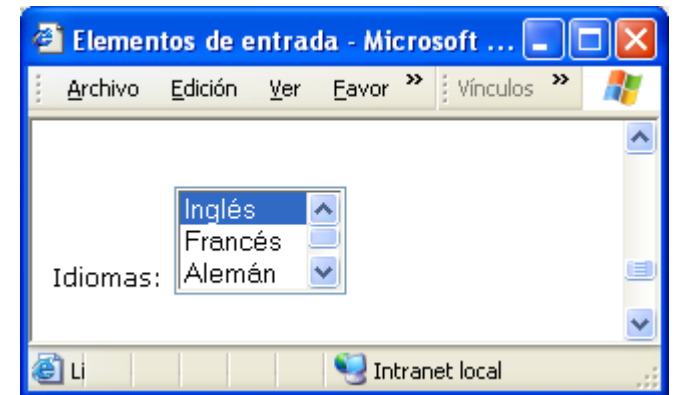 Elementos de entrada - Microsoft ...
Archivo Edición Ver Favor » Vínculos »
Inglés
Francés
Idiomas: Alemán
Li Intranet local